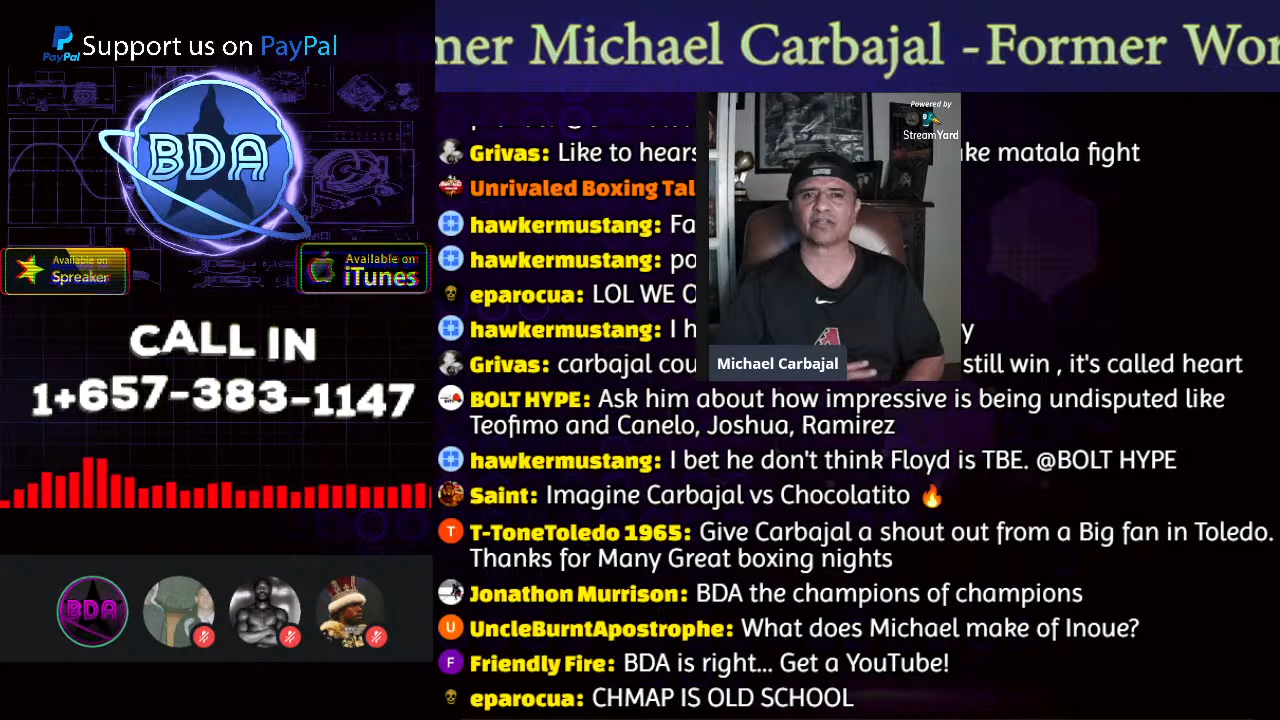 PayPal
Support us on PayPal
BDA
Available on
Spreaker
Available on
iTunes
CALL IN
1+657-383-1147
BDA
mer Michael Carbajal - Former Wor
Powered by
StreamYard
Michael Carbajal
Grivas: Like to hears ke matala fight
Unrivaled Boxing Tal
hawkermustang: Fa
hawkermustang: po
eparocua: LOL WE O
hawkermustang: I h y
Grivas: carbajal cou still win , it's called heart
BOLT HYPE: Ask him about how impressive is being undisputed like
Teofimo and Canelo, Joshua, Ramirez
hawkermustang: I bet he don't think Floyd is TBE. @BOLT HYPE
Saint: Imagine Carbajal vs Chocolatito 🔥
T
T-ToneToledo 1965: Give Carbajal a shout out from a Big fan in Toledo.
Thanks for Many Great boxing nights
Jonathon Murrison: BDA the champions of champions
U
UncleBurntApostrophe: What does Michael make of Inoue?
F
Friendly Fire: BDA is right... Get a YouTube!
eparocua: CHMAP IS OLD SCHOOL